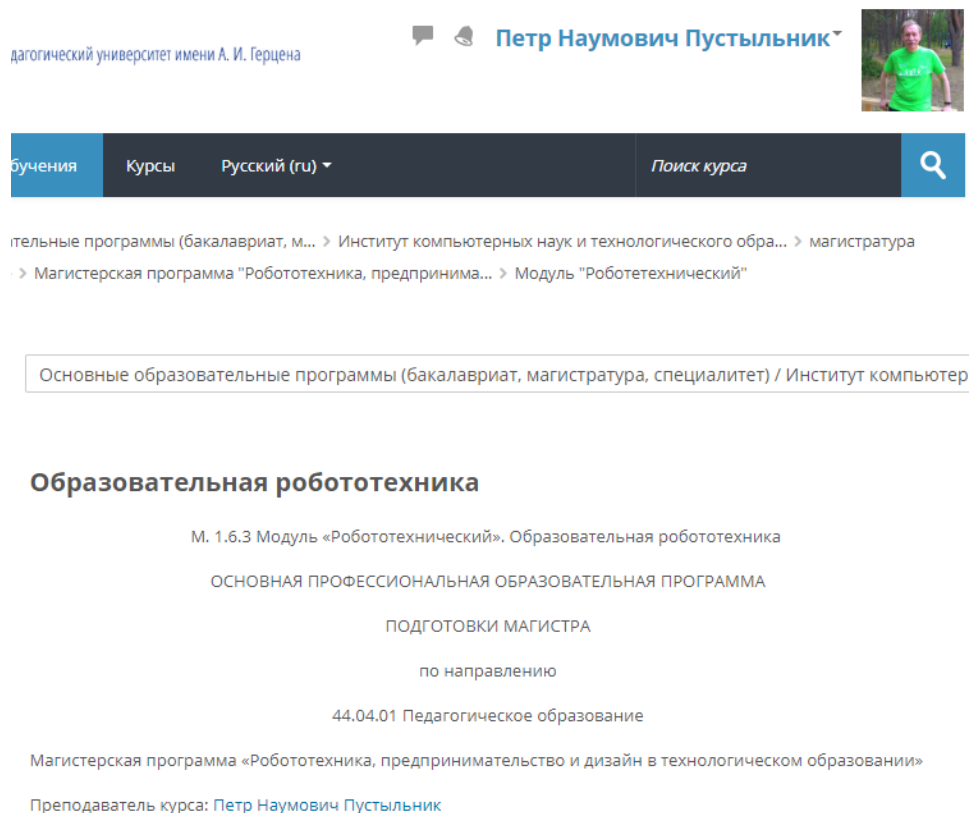 дагогический университет имени А. И. Герцена
Петр Наумович Пустыльник
бучения Курсы Русский (ru) Поиск курса
тельные программы (бакалавриат, м... > Институт компьютерных наук и технологического обра... > магистратура
> Магистерская программа "Робототехника, предпринима... > Модуль "Роботетехнический"
Основные образовательные программы (бакалавриат, магистратура, специалитет) / Институт компьютер
Образовательная робототехника
М. 1.6.3 Модуль «Робототехнический». Образовательная робототехника
ОСНОВНАЯ ПРОФЕССИОНАЛЬНАЯ ОБРАЗОВАТЕЛЬНАЯ ПРОГРАММА
ПОДГОТОВКИ МАГИСТРА
по направлению
44.04.01 Педагогическое образование
Магистерская программа «Робототехника, предпринимательство и дизайн в технологическом образовании»
Преподаватель курса: Петр Наумович Пустыльник